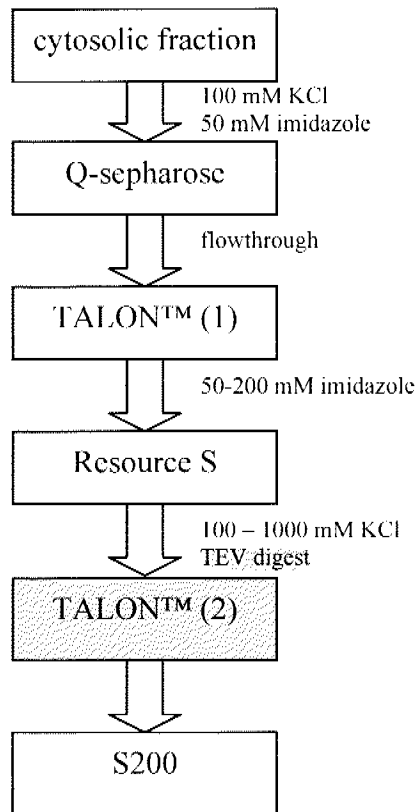 cytosolic fraction
100 mM KCl
50 mM imidazole
Q-sepharose
flowthrough
TALON™ (1)
50-200 mM imidazole
Resource S
100 – 1000 mM KCl
TEV digest
TALON™ (2)
S200